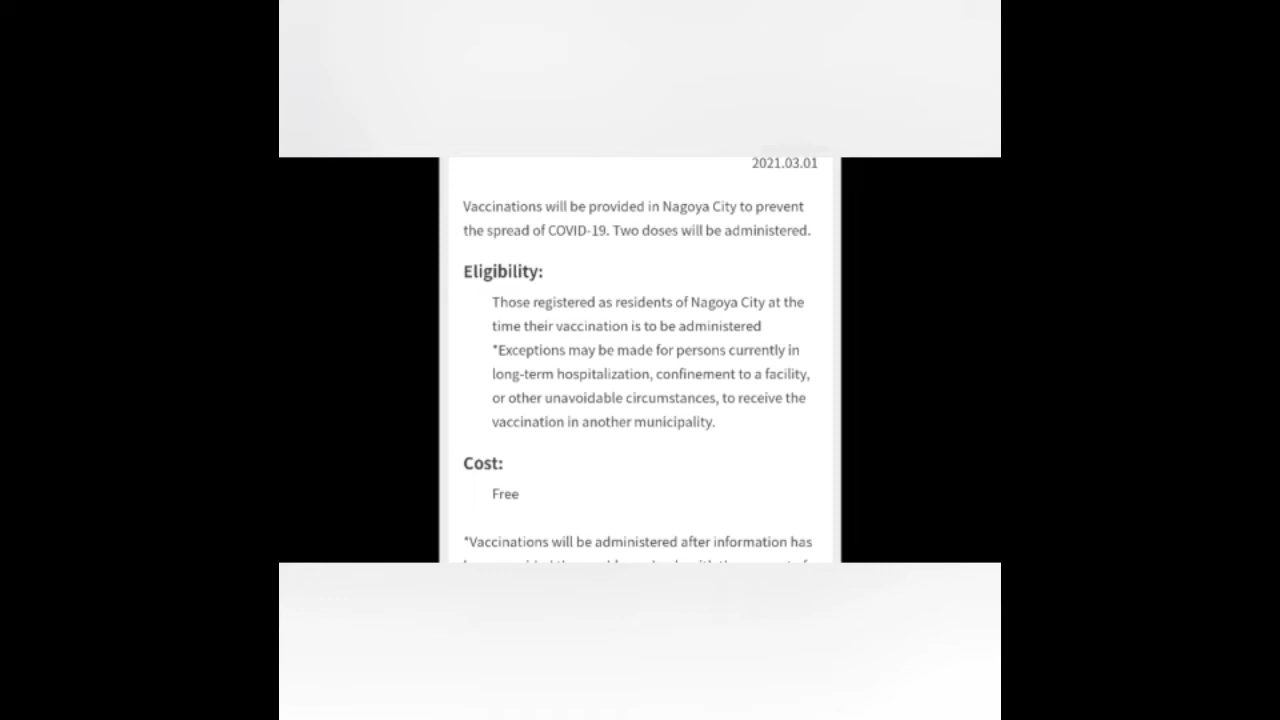 2021.03.01
Vaccinations will be provided in Nagoya City to prevent
the spread of COVID-19. Two doses will be administered.
Eligibility:
Those registered as residents of Nagoya City at the
time their vaccination is to be administered
*Exceptions may be made for persons currently in
long-term hospitalization, confinement to a facility,
or other unavoidable circumstances, to receive the
vaccination in another municipality.
Cost:
Free
*Vaccinations will be administered after information has